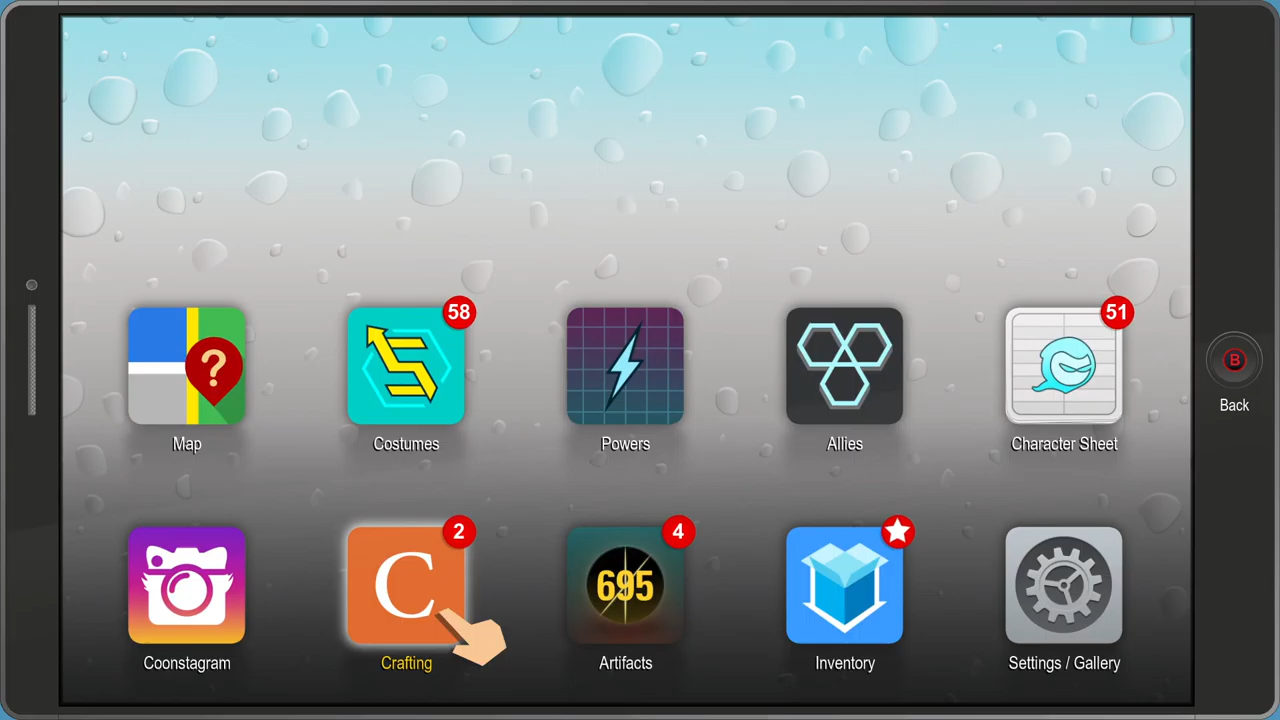 58
51
?
B
Back
Map
Costumes
Powers
Allies
Character Sheet
2
4
C
695
Coonstagram
Crafting
Artifacts
Inventory
Settings / Gallery